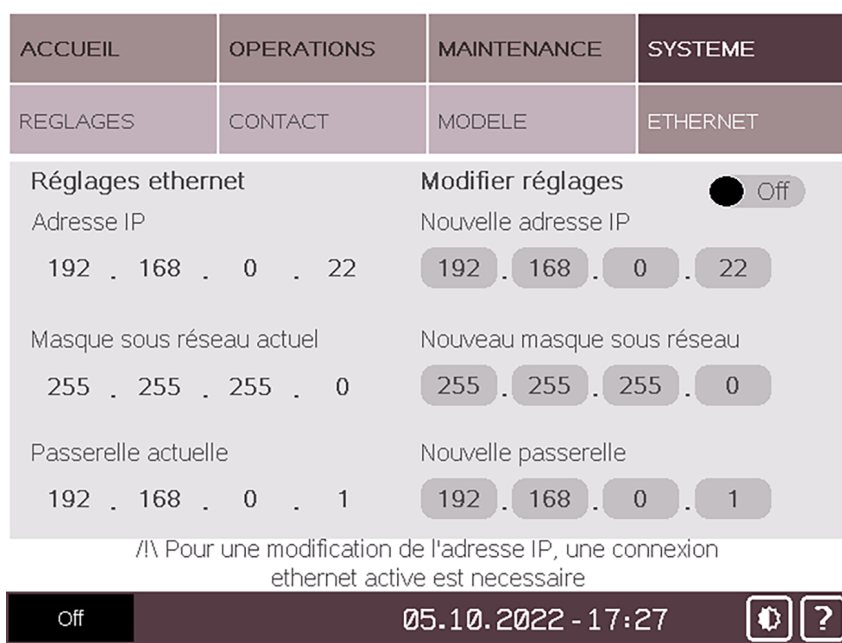 ACCUEIL OPERATIONS MAINTENANCE SYSTEME
REGLAGES CONTACT MODELE ETHERNET
Réglages ethernet Modifier réglages Off
Adresse IP Nouvelle adresse IP
192 . 168 . 0 . 22 192 . 168 . 0 . 22
Masque sous réseau actuel Nouveau masque sous réseau
255 . 255 . 255 . 0 255 . 255 . 255 . 0
Passerelle actuelle Nouvelle passerelle
192 . 168 . 0 . 1 192 . 168 . 0 . 1
/!\ Pour une modification de l'adresse IP, une connexion
ethernet active est necessaire
Off 05.10.2022 - 17:27 ?